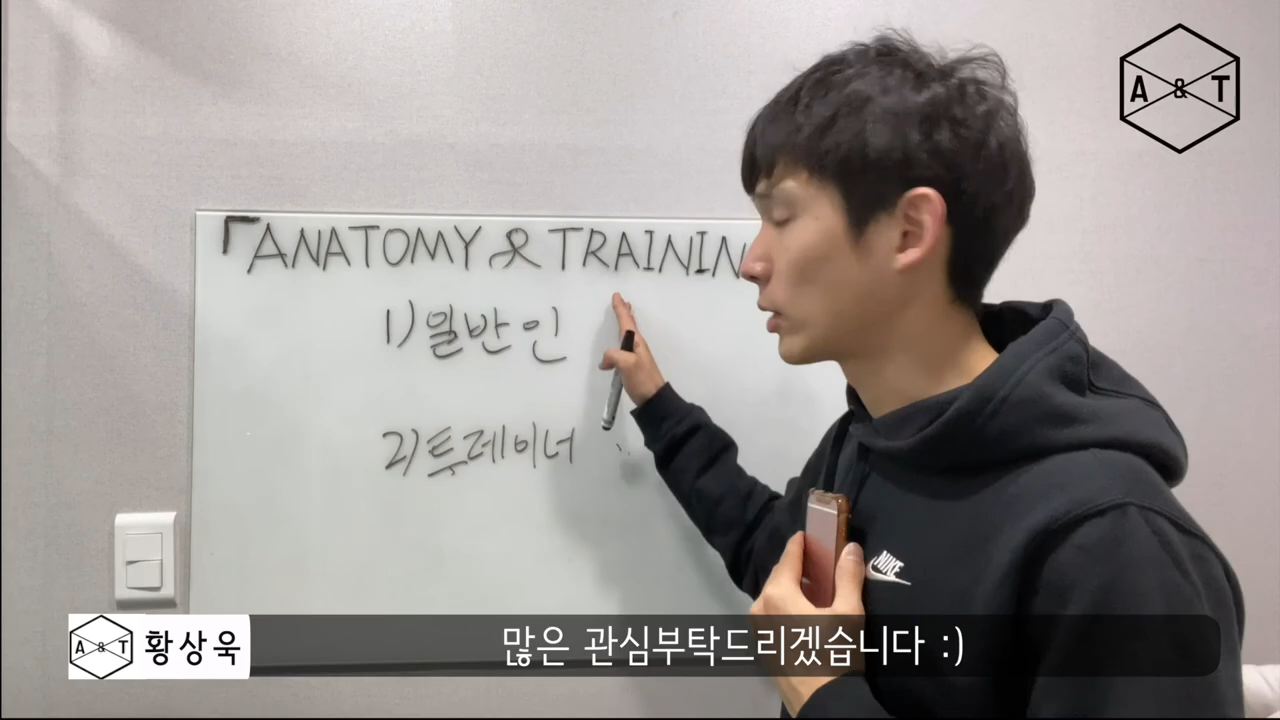 A & T
「ANATOMY & TRAININ
1) 일반인
2) 트레이너
NIKE
A & T 황상욱
많은 관심부탁드리겠습니다 :)